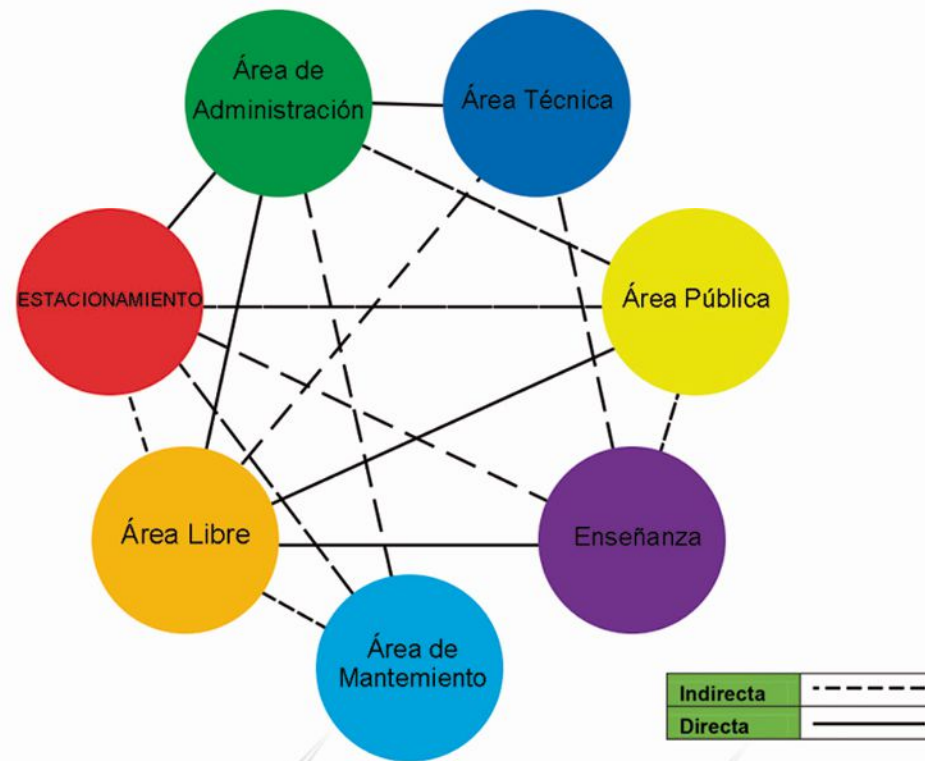 Área de
Administración
Área Técnica
ESTACIONAMIENTO
Área Pública
Área Libre
Enseñanza
Área de
Mantemiento
Indirecta
Directa